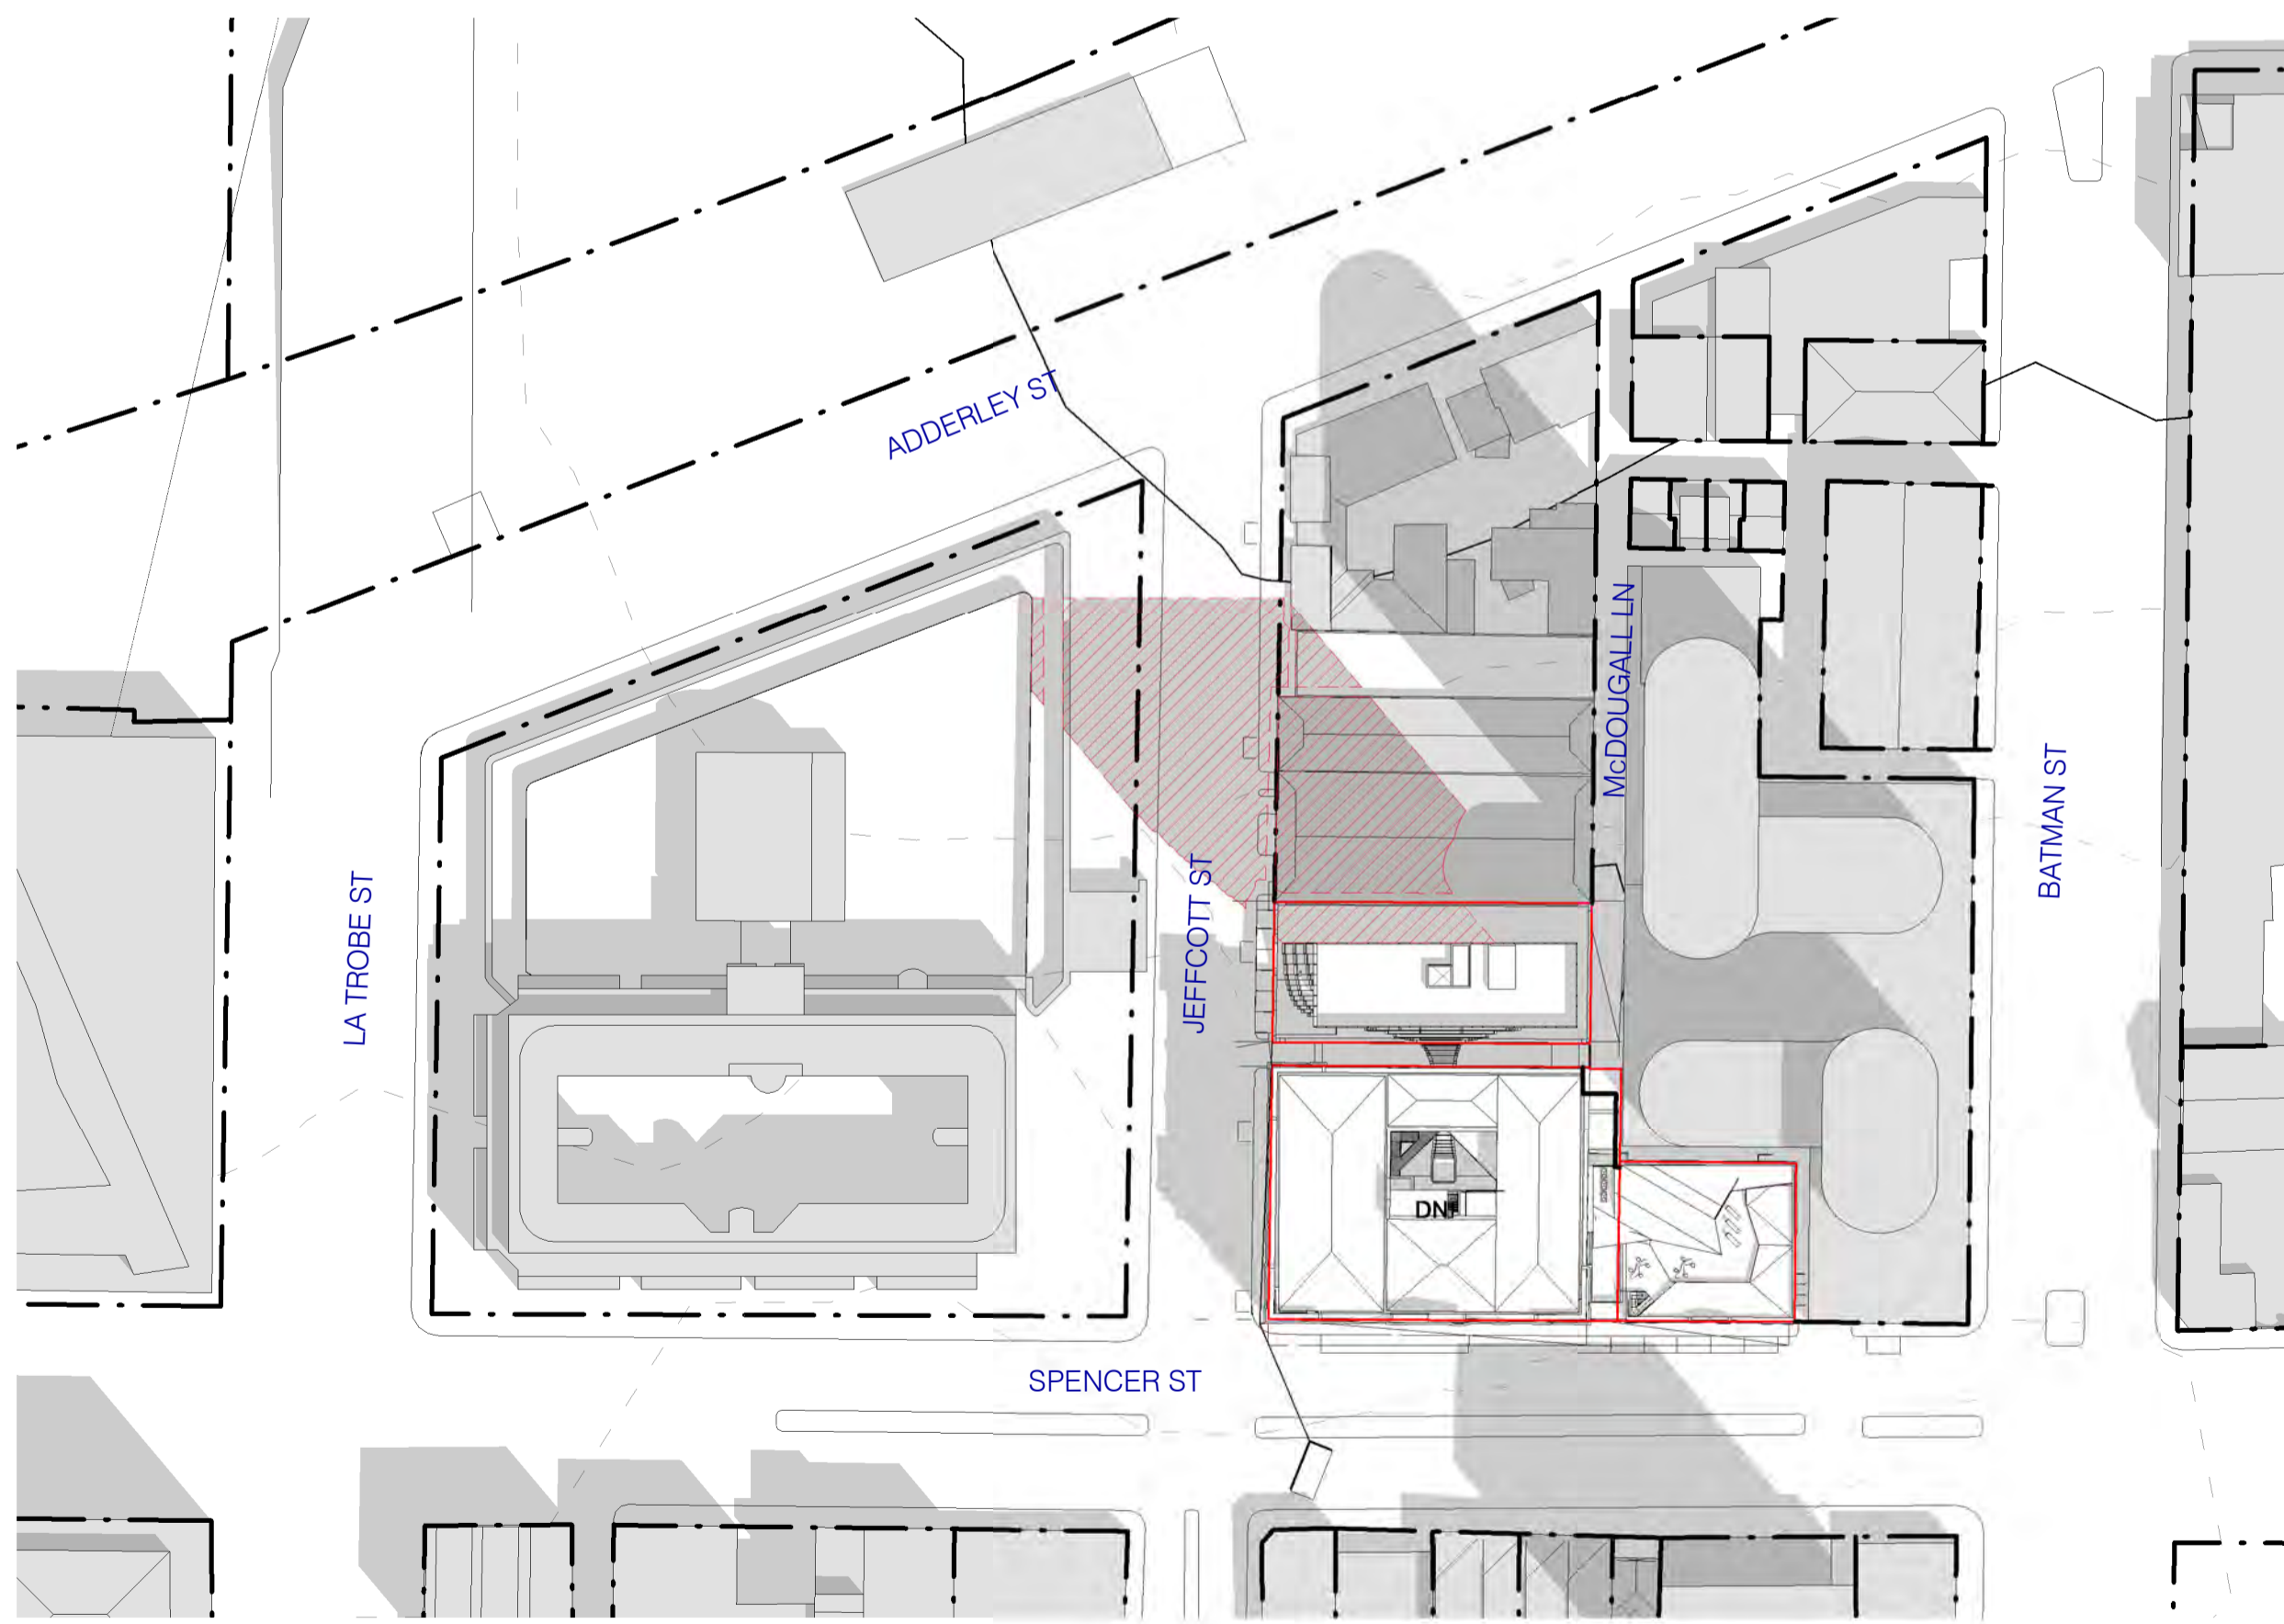 ADDERLEY ST
McDOUGALL LN
BATMAN ST
LA TROBE ST
JEFFCOTT ST
DN
SPENCER ST